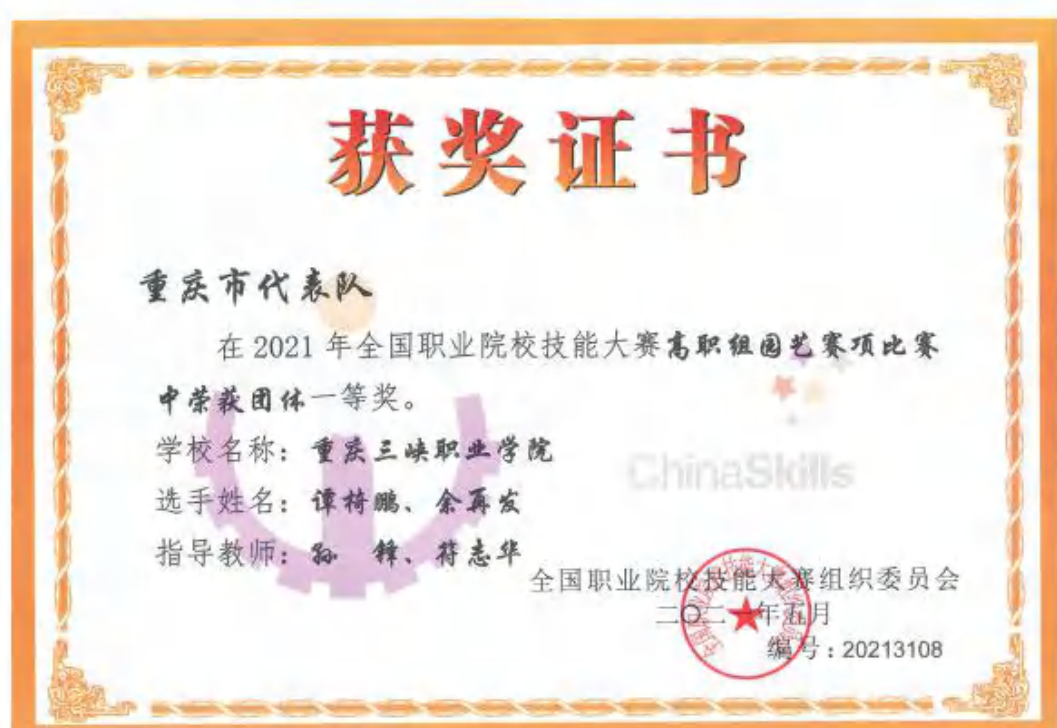 获奖证书
重庆市代表队
在 2021 年全国职业院校技能大赛高职组园艺赛项比赛
中荣获团体一等奖。
学校名称：重庆三峡职业学院
选手姓名：谭椅鹏、余再发
指导教师：孙 锋、符志华
ChinaSkills
全国职业院校技能大赛组织委员会
二〇二一年五月
编号：20213108